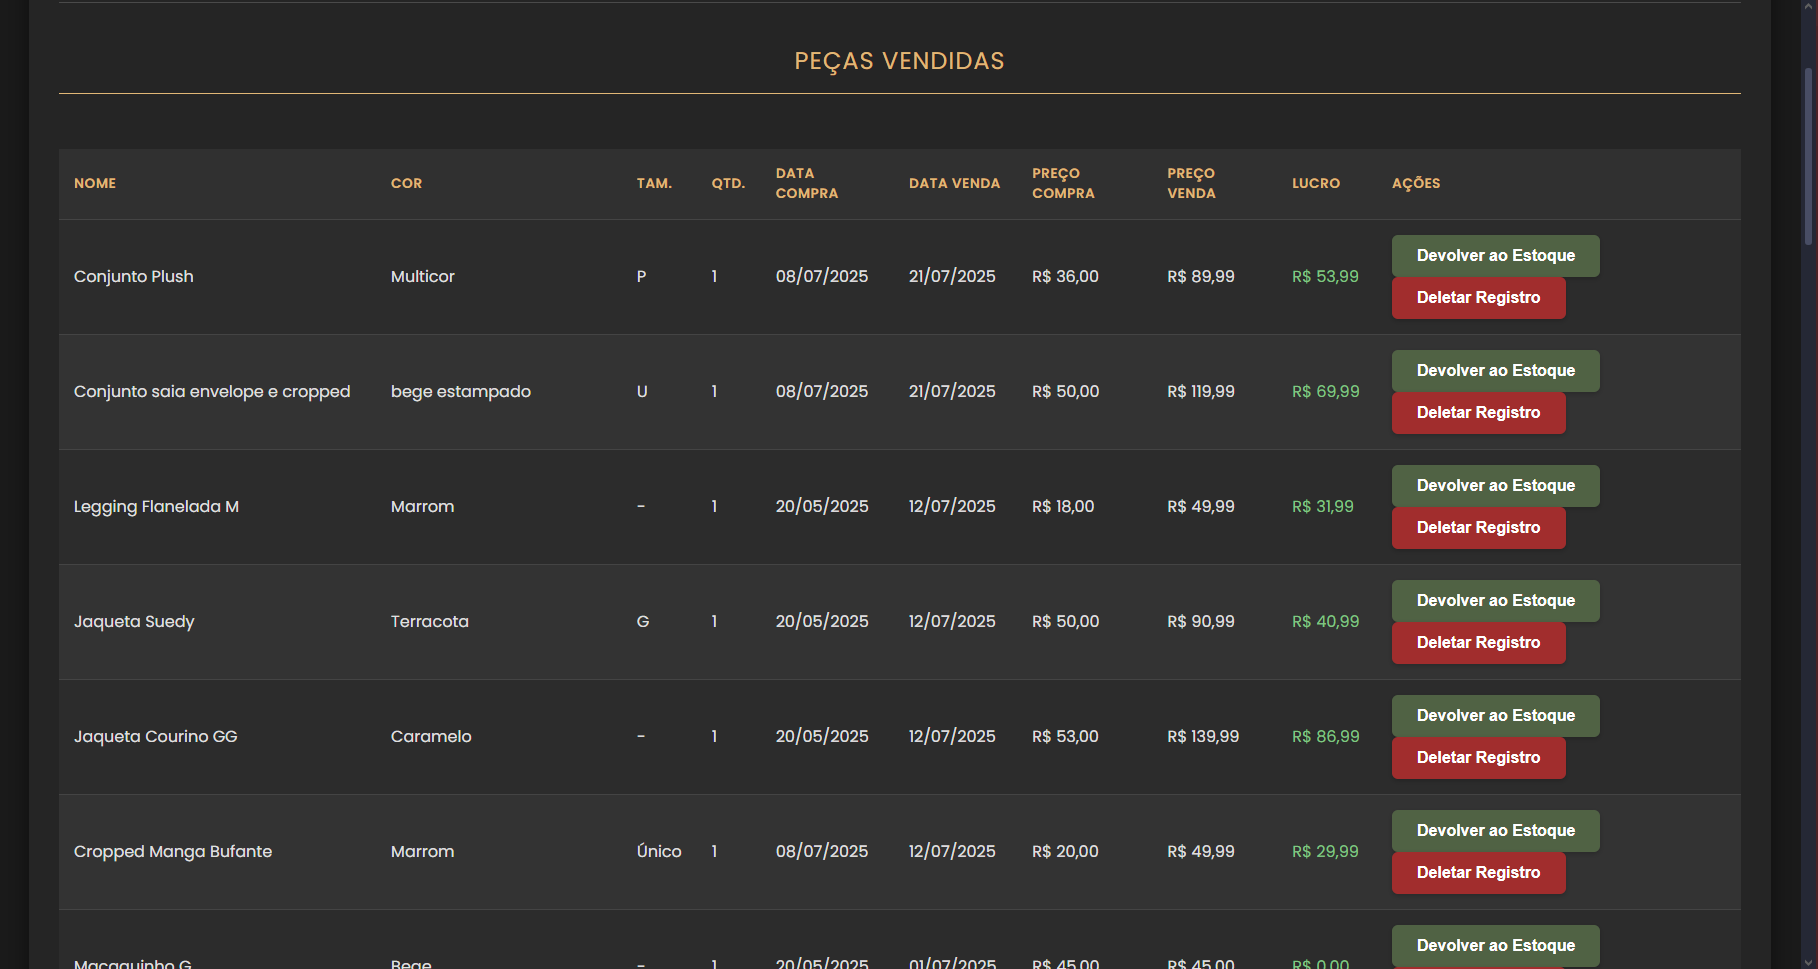 PEÇAS VENDIDAS
NOME COR TAM. QTD. DATA COMPRA DATA VENDA PREÇO COMPRA PREÇO VENDA LUCRO AÇÕES
Conjunto Plush Multicor P 1 08/07/2025 21/07/2025 R$ 36,00 R$ 89,99 R$ 53,99 Devolver ao Estoque
Deletar Registro
Conjunto saia envelope e cropped bege estampado U 1 08/07/2025 21/07/2025 R$ 50,00 R$ 119,99 R$ 69,99 Devolver ao Estoque
Deletar Registro
Legging Flanelada M Marrom - 1 20/05/2025 12/07/2025 R$ 18,00 R$ 49,99 R$ 31,99 Devolver ao Estoque
Deletar Registro
Jaqueta Suedy Terracota G 1 20/05/2025 12/07/2025 R$ 50,00 R$ 90,99 R$ 40,99 Devolver ao Estoque
Deletar Registro
Jaqueta Courino GG Caramelo - 1 20/05/2025 12/07/2025 R$ 53,00 R$ 139,99 R$ 86,99 Devolver ao Estoque
Deletar Registro
Cropped Manga Bufante Marrom Único 1 08/07/2025 12/07/2025 R$ 20,00 R$ 49,99 R$ 29,99 Devolver ao Estoque
Deletar Registro
Macaquinho G Bege - 1 20/05/2025 01/07/2025 R$ 45,00 R$ 45,00 R$ 0,00 Devolver ao Estoque